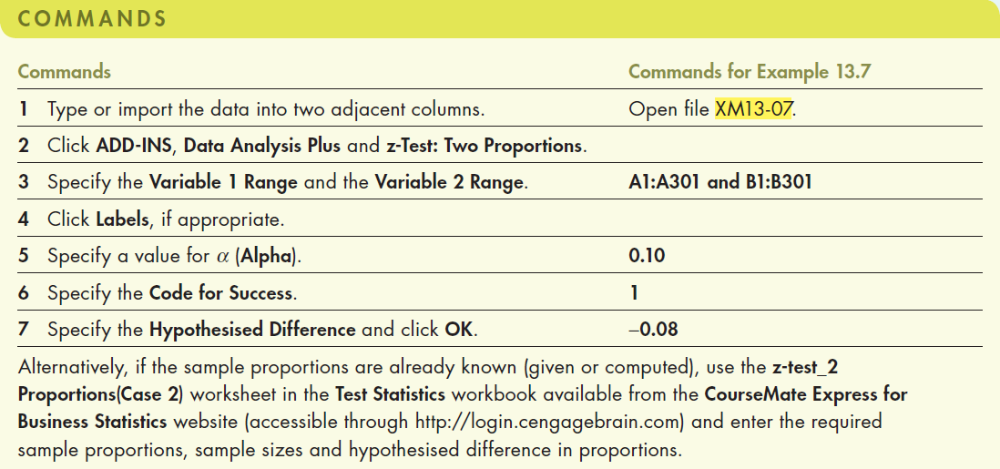 COMMANDS
Commands Commands for Example 13.7
1 Type or import the data into two adjacent columns. Open file XM13-07.
2 Click ADD-INS, Data Analysis Plus and z-Test: Two Proportions.
3 Specify the Variable 1 Range and the Variable 2 Range. A1:A301 and B1:B301
4 Click Labels, if appropriate.
5 Specify a value for α (Alpha). 0.10
6 Specify the Code for Success. 1
7 Specify the Hypothesised Difference and click OK. –0.08
Alternatively, if the sample proportions are already known (given or computed), use the z-test_2
Proportions(Case 2) worksheet in the Test Statistics workbook available from the CourseMate Express for
Business Statistics website (accessible through http://login.cengagebrain.com) and enter the required
sample proportions, sample sizes and hypothesised difference in proportions.